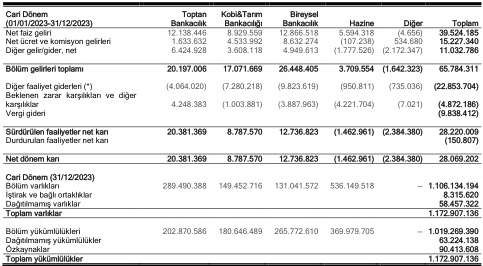 Cari Dönem Toptan Kobi&Tarım Bireysel
(01/01/2023-31/12/2023) Bankacılık Bankacılığı Bankacılık Hazine Diğer Toplam
Net faiz geliri 12.138.446 8.929.559 12.866.518 5.594.318 (4.656) 39.524.185
Net ücret ve komisyon gelirleri 1.633.632 4.533.992 8.632.274 (107.238) 534.680 15.227.340
Diğer gelir/gider, net 6.424.928 3.608.118 4.949.613 (1.777.526) (2.172.347) 11.032.786
Bölüm gelirleri toplamı 20.197.006 17.071.669 26.448.405 3.709.554 (1.642.323) 65.784.311
Diğer faaliyet giderleri (*) (4.064.020) (7.280.218) (9.823.619) (950.811) (735.036) (22.853.704)
Beklenen zarar karşılıkları ve diğer
karşılıklar 4.248.383 (1.003.881) (3.887.963) (4.221.704) (7.021) (4.872.186)
Vergi gideri (9.838.412)
Sürdürülen faaliyetler net karı 20.381.369 8.787.570 12.736.823 (1.462.961) (2.384.380) 28.220.009
Durdurulan faaliyetler net karı (150.807)
Net dönem karı 20.381.369 8.787.570 12.736.823 (1.462.961) (2.384.380) 28.069.202
Cari Dönem (31/12/2023)
Bölüm varlıkları 289.490.388 149.452.716 131.041.572 536.149.518 – 1.106.134.194
İştirak ve bağlı ortaklıklar 8.315.620
Dağıtılmamış varlıklar 58.457.322
Toplam varlıklar 1.172.907.136
Bölüm yükümlülükleri 202.870.586 180.646.489 265.772.610 369.979.705 – 1.019.269.390
Dağıtılmamış yükümlülükler 63.224.138
Özkaynaklar 90.413.608
Toplam yükümlülükler 1.172.907.136